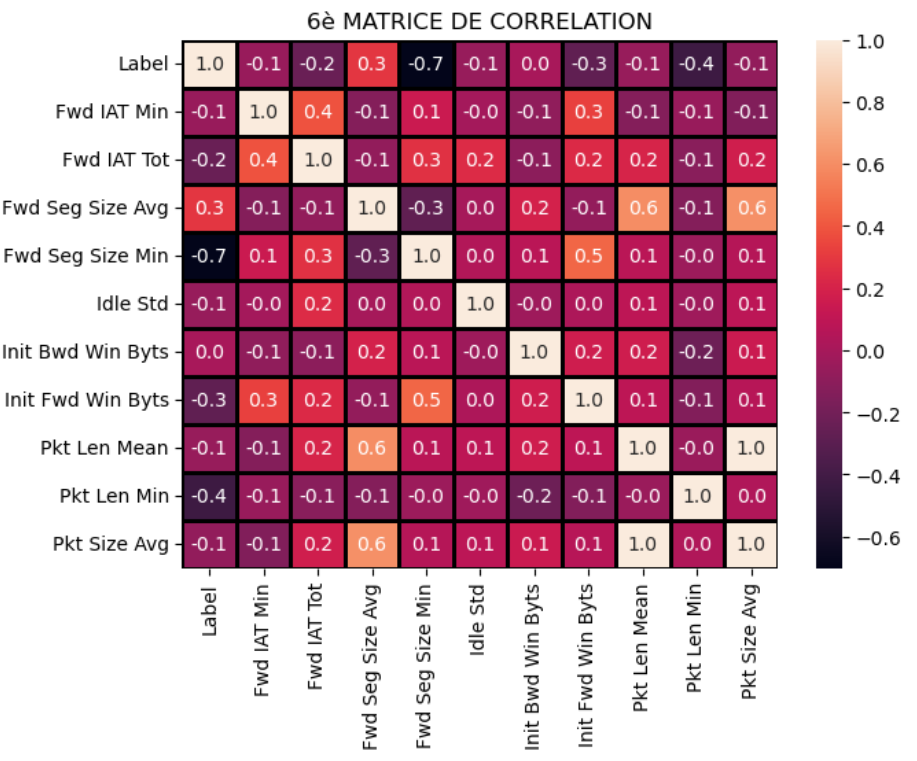 6è MATRICE DE CORRELATION
Label 1.0 -0.1 -0.2 0.3 -0.7 -0.1 0.0 -0.3 -0.1 -0.4 -0.1
Fwd IAT Min -0.1 1.0 0.4 -0.1 0.1 -0.0 -0.1 0.3 -0.1 -0.1 -0.1
Fwd IAT Tot -0.2 0.4 1.0 -0.1 0.3 0.2 -0.1 0.2 0.2 -0.1 0.2
Fwd Seg Size Avg 0.3 -0.1 -0.1 1.0 -0.3 0.0 0.2 -0.1 0.6 -0.1 0.6
Fwd Seg Size Min -0.7 0.1 0.3 -0.3 1.0 0.0 0.1 0.5 0.1 -0.0 0.1
Idle Std -0.1 -0.0 0.2 0.0 0.0 1.0 -0.0 0.0 0.1 -0.0 0.1
Init Bwd Win Byts 0.0 -0.1 -0.1 0.2 0.1 -0.0 1.0 0.2 0.2 -0.2 0.1
Init Fwd Win Byts -0.3 0.3 0.2 -0.1 0.5 0.0 0.2 1.0 0.1 -0.1 0.1
Pkt Len Mean -0.1 -0.1 0.2 0.6 0.1 0.1 0.2 0.1 1.0 -0.0 1.0
Pkt Len Min -0.4 -0.1 -0.1 -0.1 -0.0 -0.0 -0.2 -0.1 -0.0 1.0 0.0
Pkt Size Avg -0.1 -0.1 0.2 0.6 0.1 0.1 0.1 0.1 1.0 0.0 1.0
Label
Fwd IAT Min
Fwd IAT Tot
Fwd Seg Size Avg
Fwd Seg Size Min
Idle Std
Init Bwd Win Byts
Init Fwd Win Byts
Pkt Len Mean
Pkt Len Min
Pkt Size Avg
1.0
0.8
0.6
0.4
0.2
0.0
−0.2
−0.4
−0.6